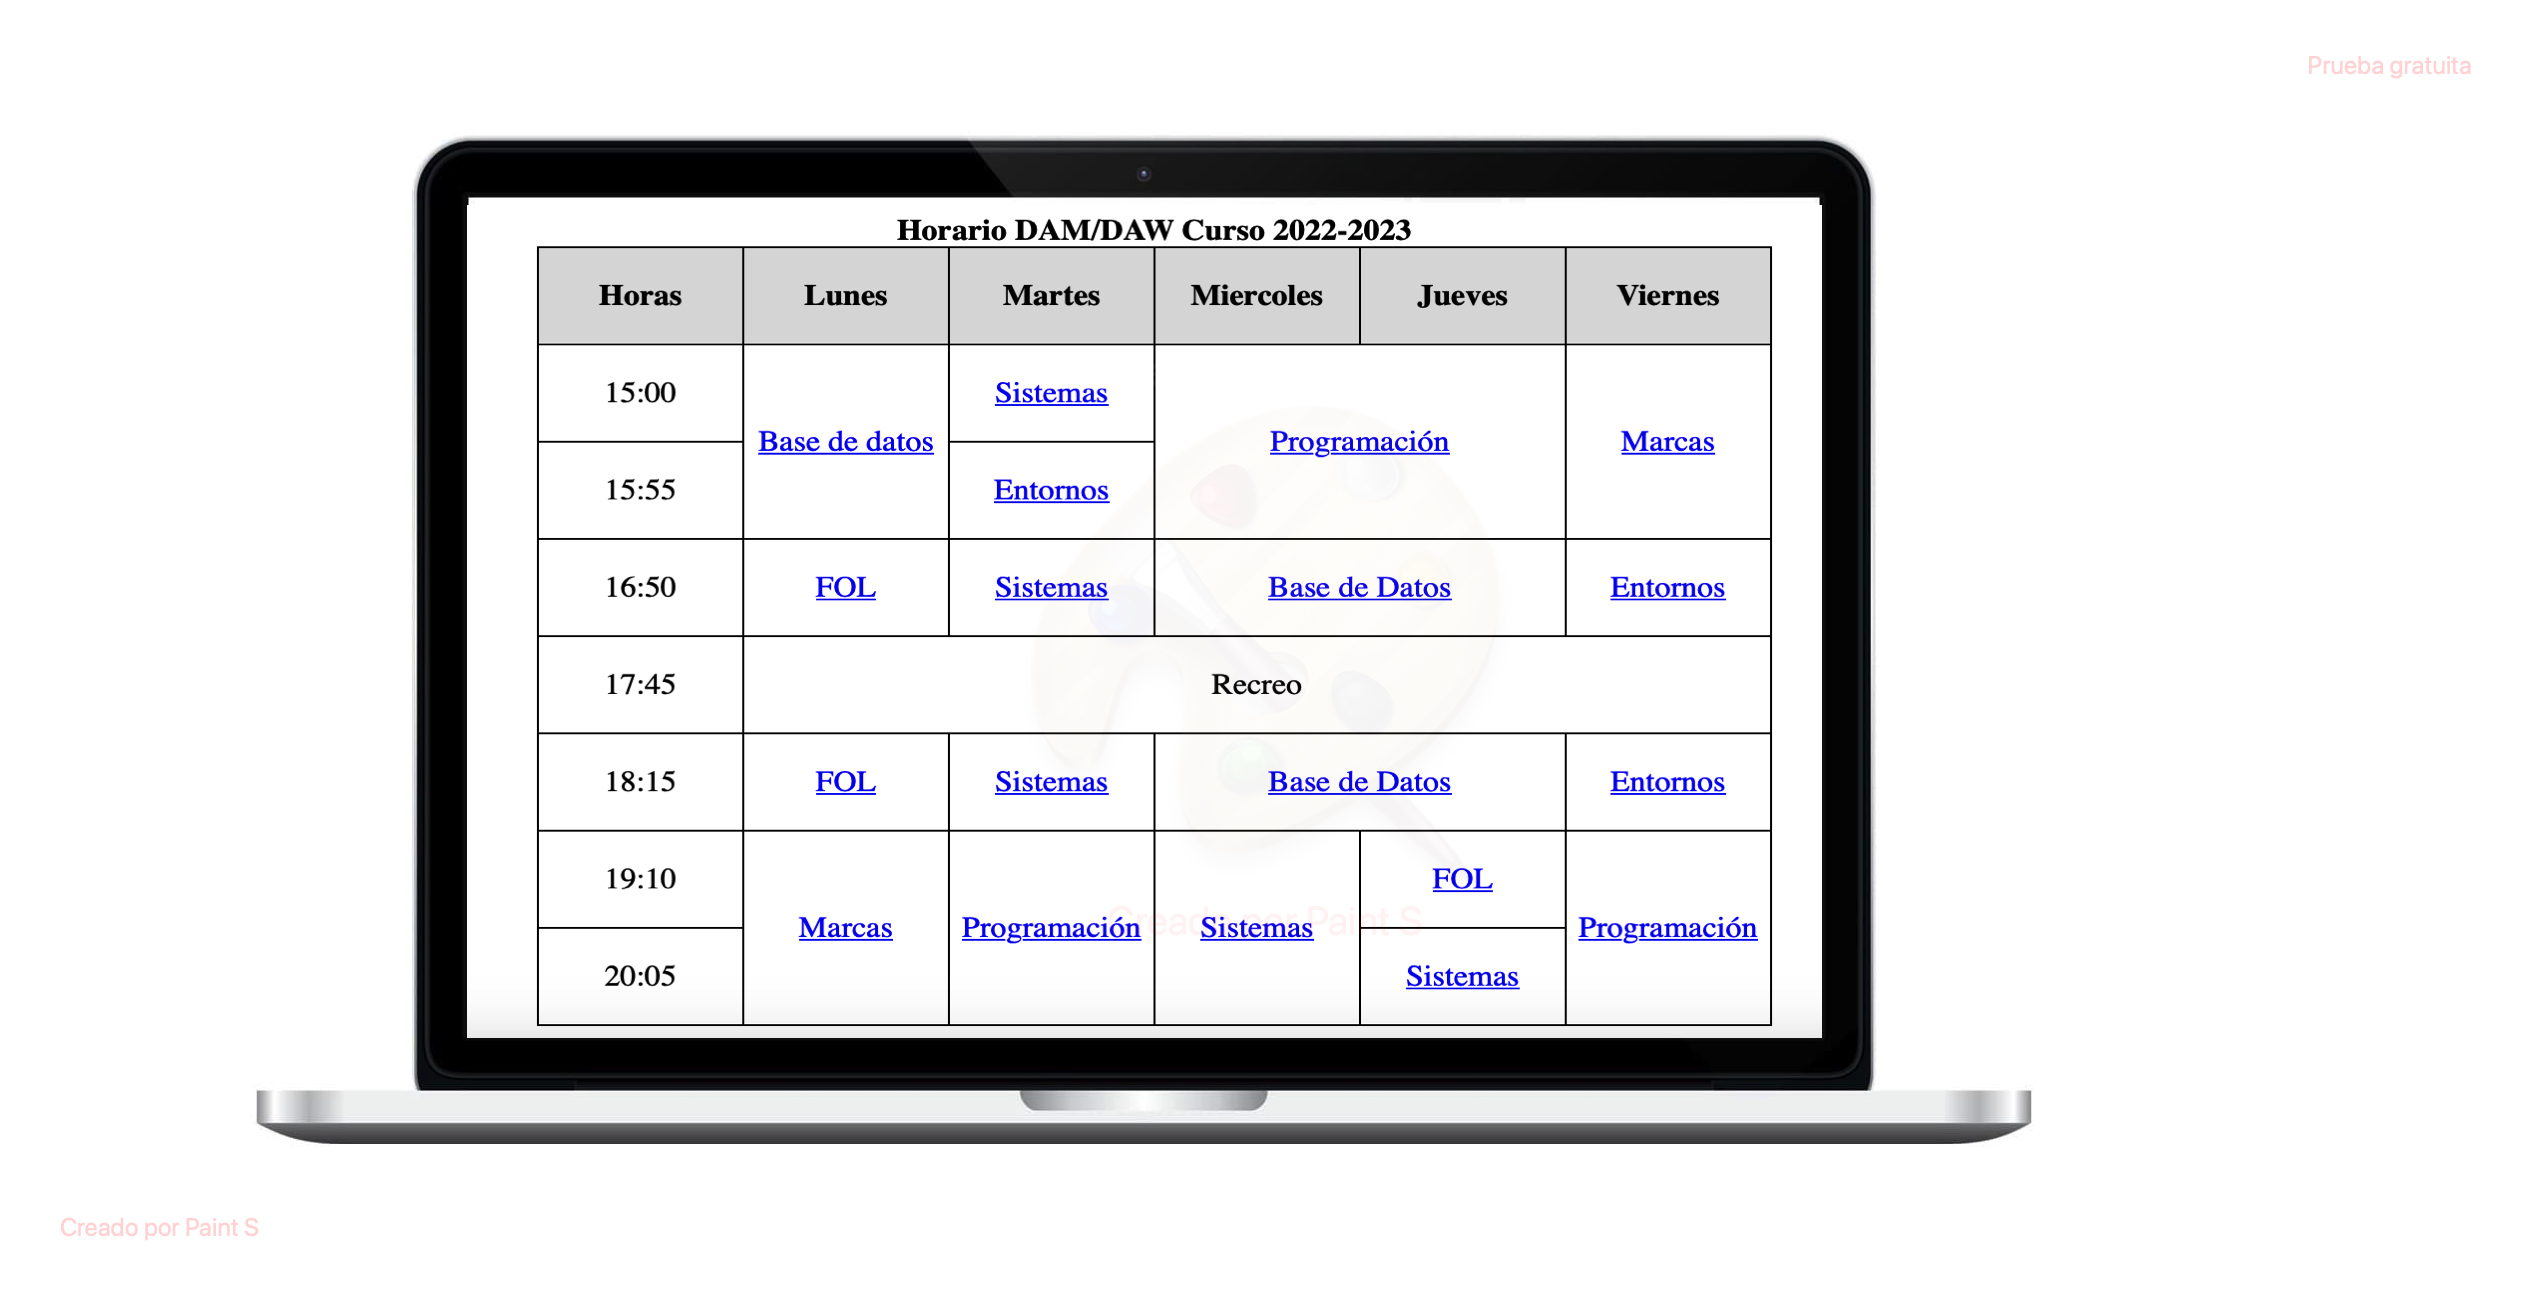 Prueba gratuita
Horario DAM/DAW Curso 2022-2023
Horas Lunes Martes Miercoles Jueves Viernes
15:00 Sistemas
Base de datos Programación Marcas
15:55 Entornos
16:50 FOL Sistemas Base de Datos Entornos
17:45 Recreo
18:15 FOL Sistemas Base de Datos Entornos
19:10 FOL
Creado por Paint S
Marcas Programación Sistemas Programación
20:05 Sistemas
Creado por Paint S